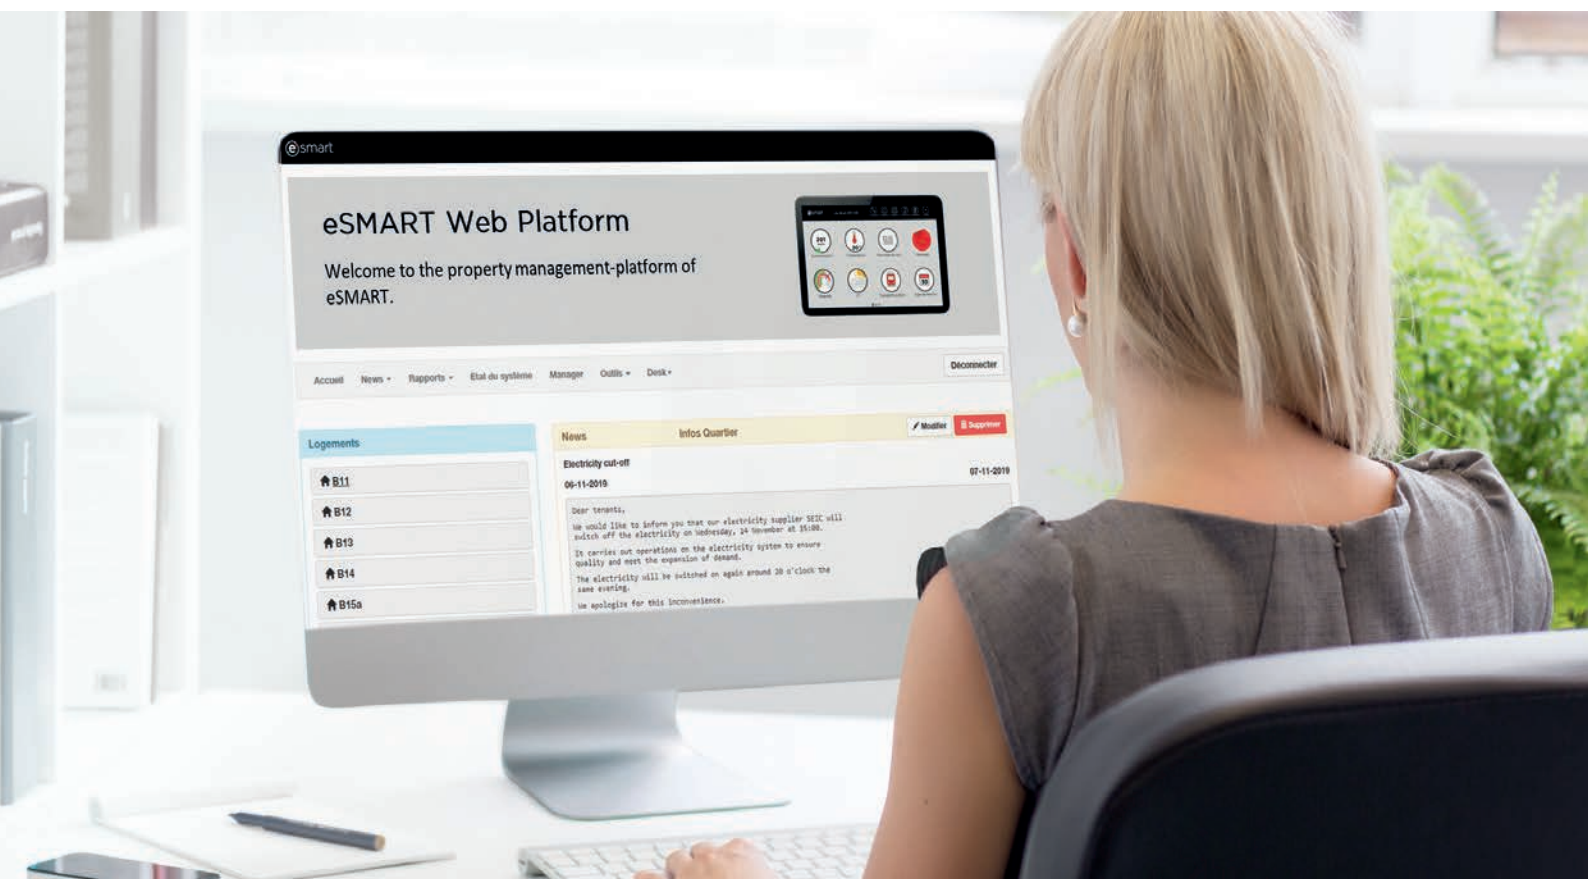 esmart
eSMART Web Platform
Welcome to the property management-platform of
eSMART.
Accueil News Rapports Etat du système Manager Outils Desk
Déconnecter
Logements
B11
B12
B13
B14
B15a
News Infos Quartier
Modifier Supprimer
Electricity cut-off
06-11-2019 07-11-2019
Dear tenants,
We would like to inform you that our electricity supplier SEIC will
switch off the electricity on Wednesday, 14 November at 15:00.
It carries out operations on the electricity system to ensure
quality and meet the expansion of demand.
The electricity will be switched on again around 20 o'clock the
same evening.
We apologize for this inconvenience.